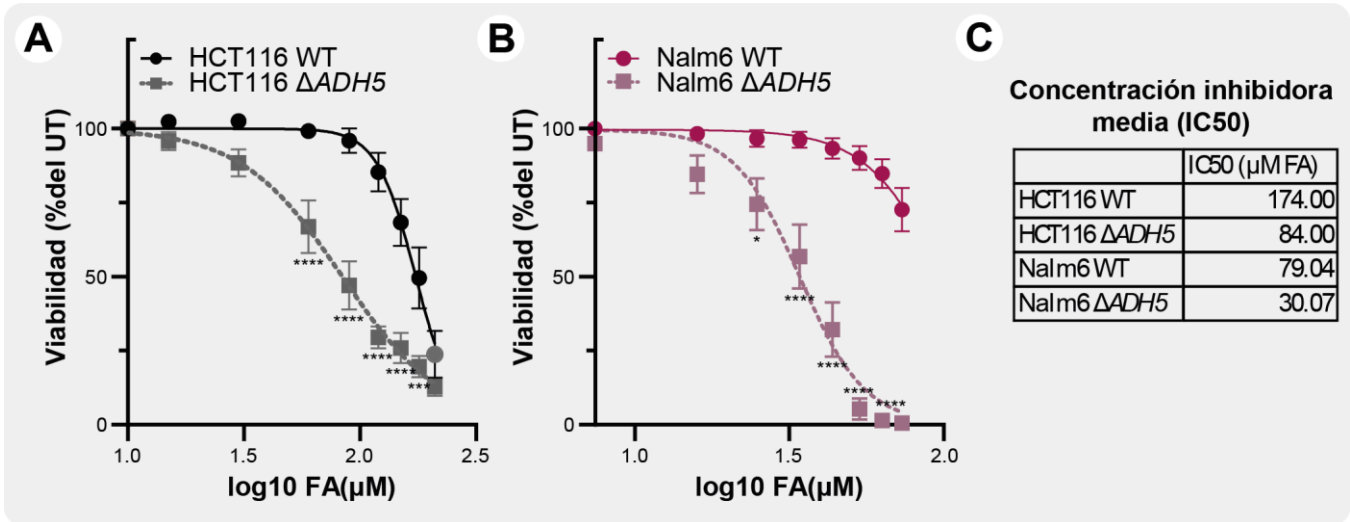 A
HCT116 WT
HCT116 ΔADH5
Viabilidad (%del UT)
100
50
0
1.0 1.5 2.0 2.5
log10 FA(µM)
****
****
****
****
***
B
Nalm6 WT
Nalm6 ΔADH5
Viabilidad (%del UT)
100
50
0
1.0 1.5 2.0
log10 FA(µM)
*
****
****
****
****
C
Concentración inhibidora
media (IC50)
IC50 (µM FA)
HCT116 WT 174.00
HCT116 ΔADH5 84.00
Nalm6 WT 79.04
Nalm6 ΔADH5 30.07